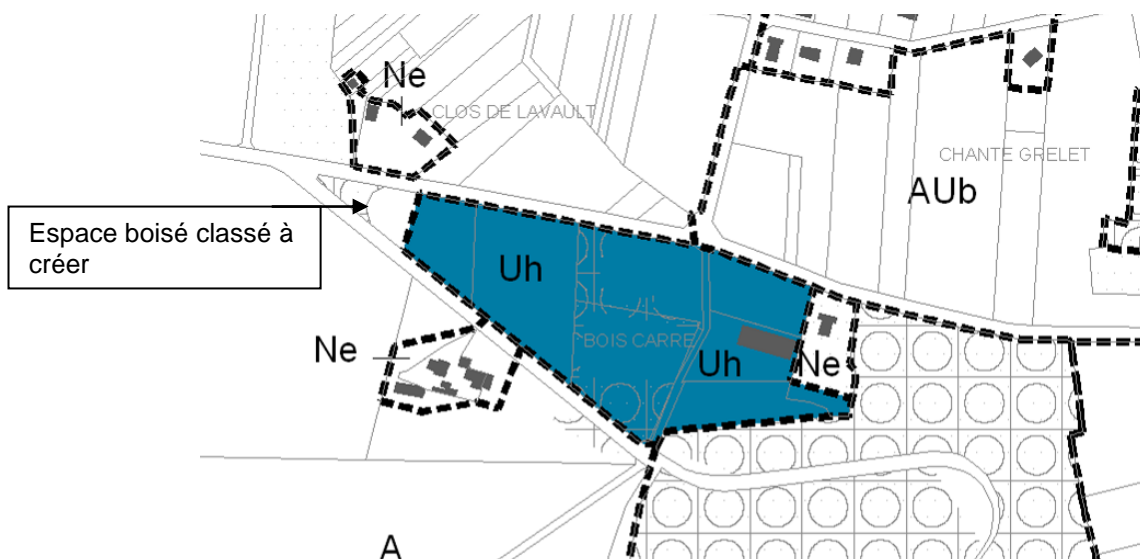 Ne
CLOS DE LAVAULT
CHANTE GRELET
AUb
Espace boisé classé à
créer
Uh
Ne
BOIS CARRE
Uh
Ne
A